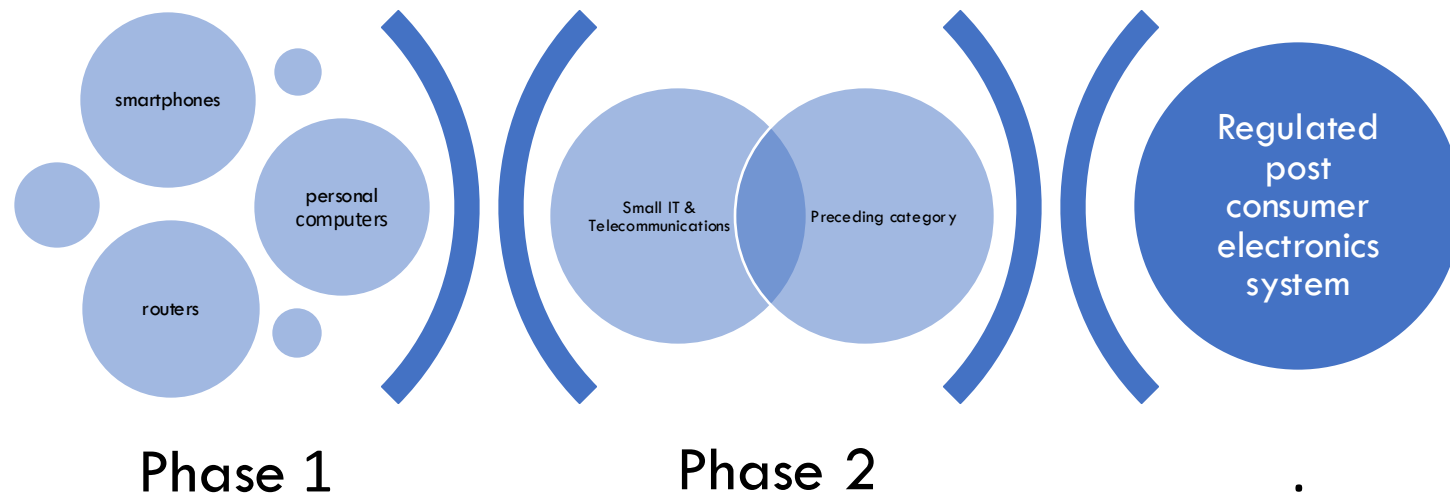 smartphones
personal
computers
routers
Phase 1
Small IT &
Telecommunications
Preceding category
Phase 2
Regulated
post
consumer
electronics
system
.